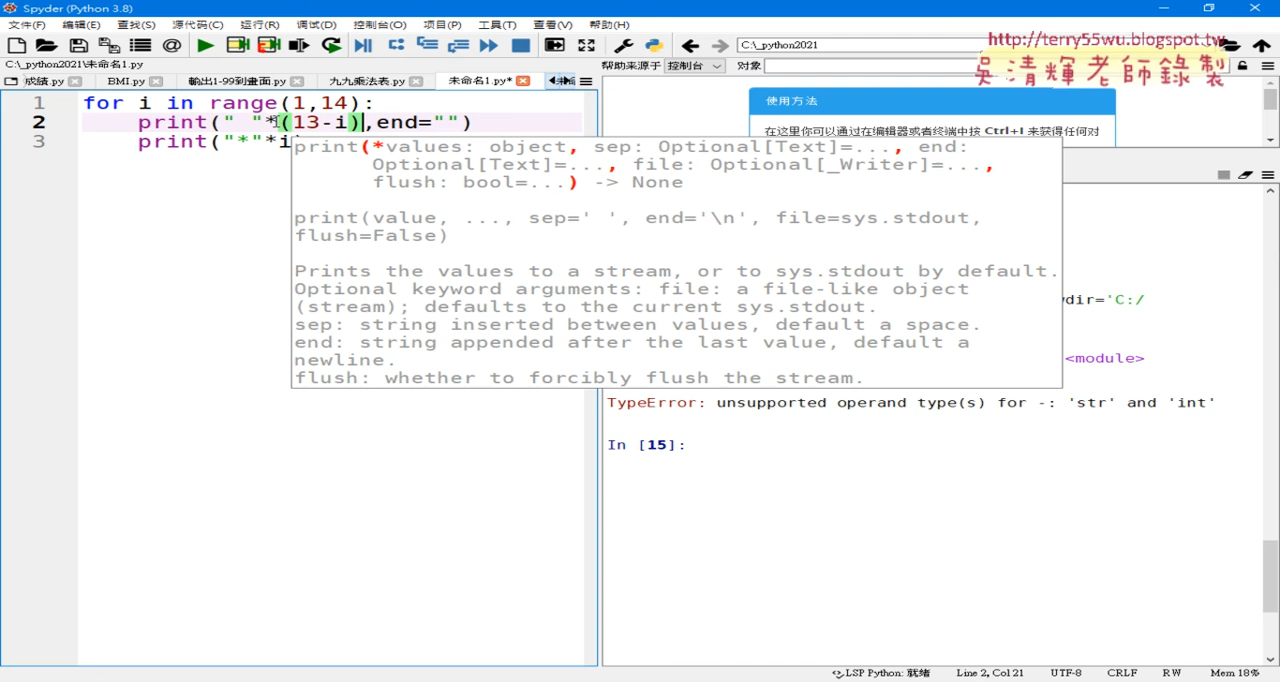 Spyder (Python 3.8)
文件(F) 编辑(E) 查找(S) 源代码(C) 运行(R) 调试(D) 控制台(O) 项目(P) 工具(T) 查看(V) 帮助(H)
C:\_python2021
http://terry55wu.blogspot.tw
吳清輝老師錄製
C:\_python2021\未命名1.py
帮助来源于 控制台 对象
成績.py BMI.py 輸出1-99到畫面.py 九九乘法表.py 未命名1.py*
1 for i in range(1,14):
2 print(" "*(13-i),end="")
3 print("*"*i
print(*values: object, sep: Optional[Text]=..., end:
Optional[Text]=..., file: Optional[_Writer]=...,
flush: bool=...) -> None
print(value, ..., sep=' ', end='\n', file=sys.stdout,
flush=False)
Prints the values to a stream, or to sys.stdout by default.
Optional keyword arguments: file: a file-like object
(stream); defaults to the current sys.stdout.
sep: string inserted between values, default a space.
end: string appended after the last value, default a
newline.
flush: whether to forcibly flush the stream.
使用方法
在这里你可以通过在编辑器或者终端中按 Ctrl+I 来获得任何对
dir='C:/
<module>
TypeError: unsupported operand type(s) for -: 'str' and 'int'
In [15]:
LSP Python: 就绪 Line 2, Col 21 UTF-8 CRLF RW Mem 18%